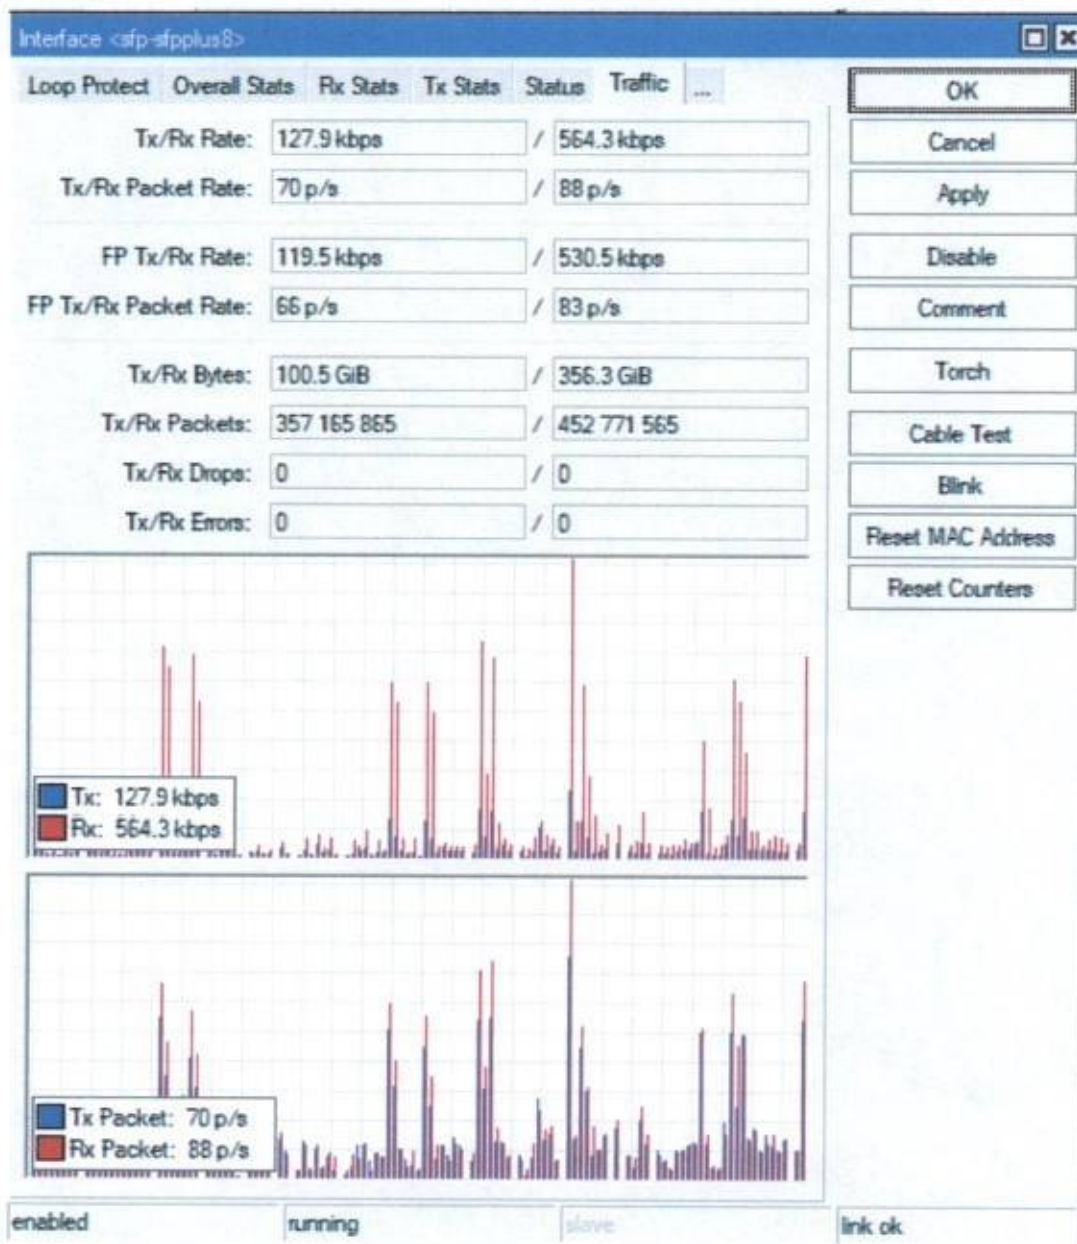 Interface <sfp-sfpplus8>
Loop Protect Overall Stats Rx Stats Tx Stats Status Traffic ...
Tx/Rx Rate: 127.9 kbps / 564.3 kbps
Tx/Rx Packet Rate: 70 p/s / 88 p/s
FP Tx/Rx Rate: 119.5 kbps / 530.5 kbps
FP Tx/Rx Packet Rate: 66 p/s / 83 p/s
Tx/Rx Bytes: 100.5 GiB / 356.3 GiB
Tx/Rx Packets: 357 165 865 / 452 771 565
Tx/Rx Drops: 0 / 0
Tx/Rx Errors: 0 / 0
OK
Cancel
Apply
Disable
Comment
Torch
Cable Test
Blink
Reset MAC Address
Reset Counters
Tx: 127.9 kbps
Rx: 564.3 kbps
Tx Packet: 70 p/s
Rx Packet: 88 p/s
enabled running slave link ok